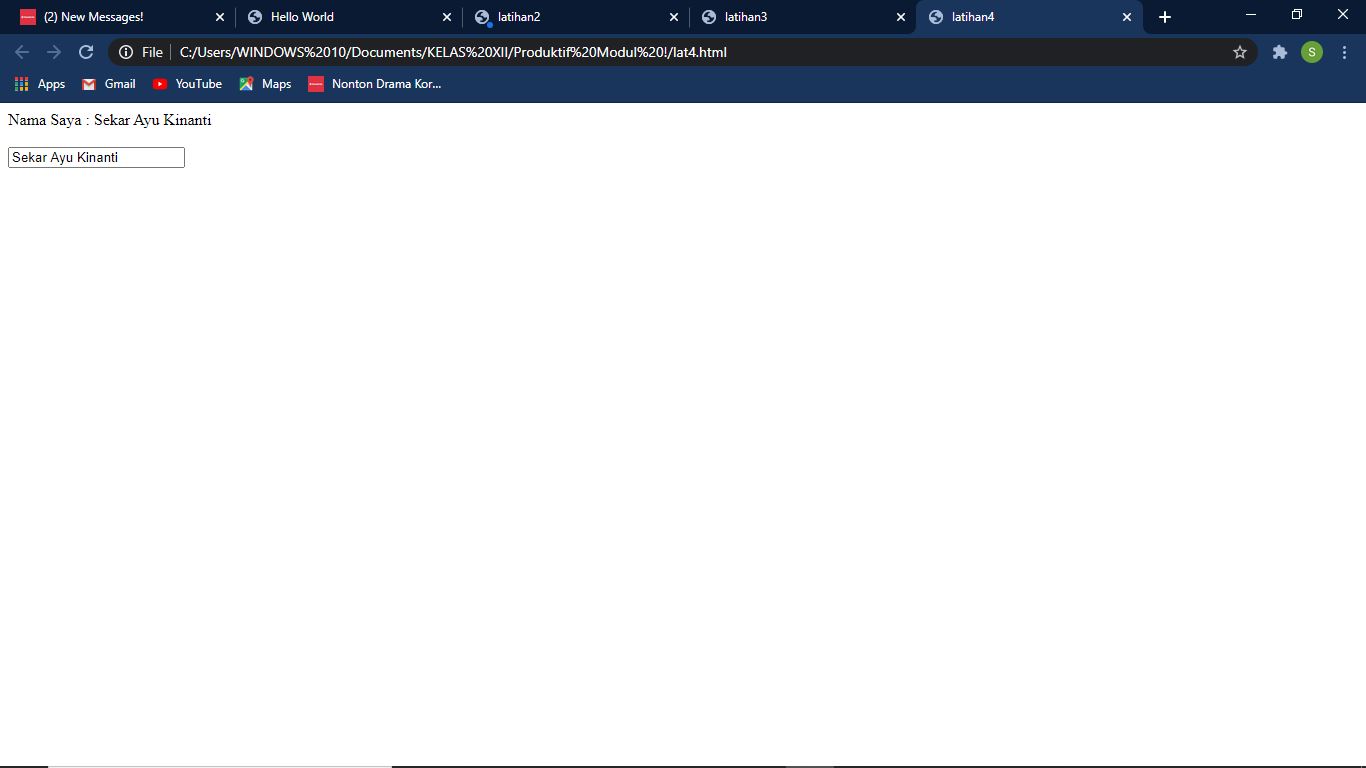 (2) New Messages!
Hello World
latihan2
latihan3
latihan4
File C:/Users/WINDOWS%2010/Documents/KELAS%20XII/Produktif%20Modul%20!/lat4.html
S
Apps Gmail YouTube Maps Nonton Drama Kor...
Nama Saya : Sekar Ayu Kinanti
Sekar Ayu Kinanti